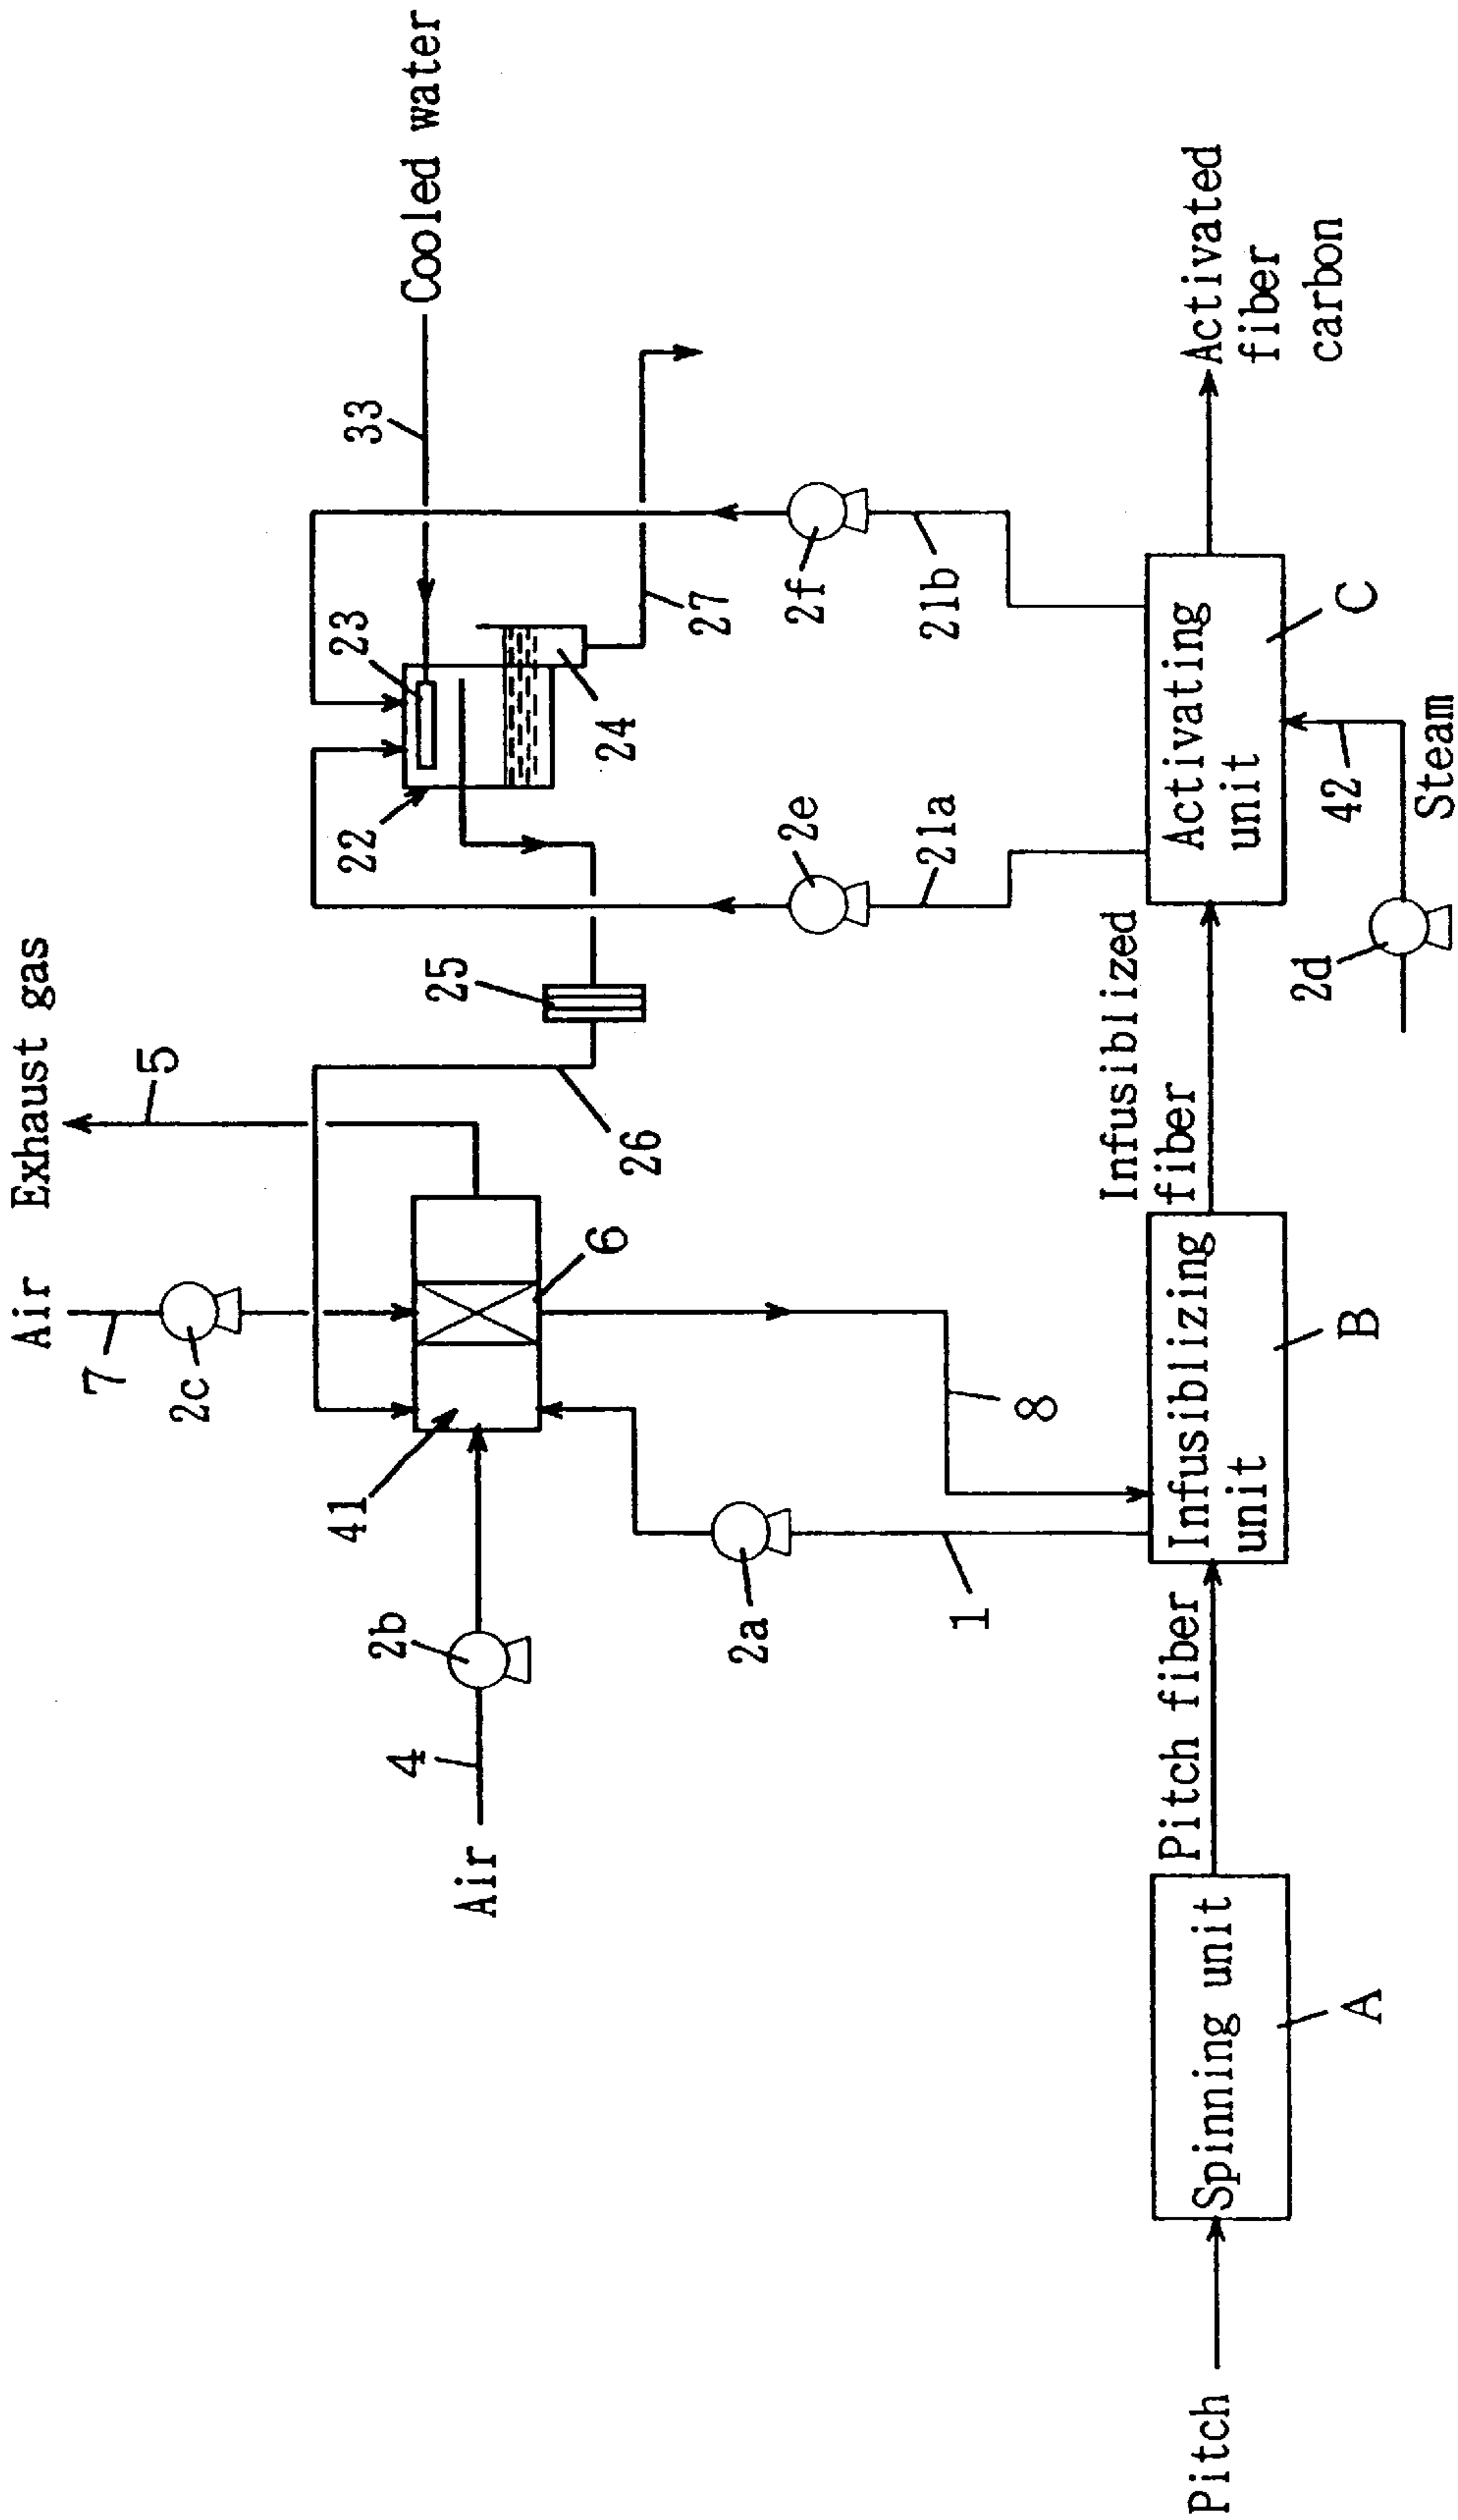 Air
Exhaust gas
7
5
2c
41
22
23
33
2b
4
25
Cooled water
Air
6
24
26
27
2a
2e
2f
1
8
21a
21b
Pitch
Spinning unit
A
Pitch fiber
Infusiblizing
unit
B
Infusiblized
fiber
Activating
unit
C
Activated
fiber
carbon
2d
42
Steam